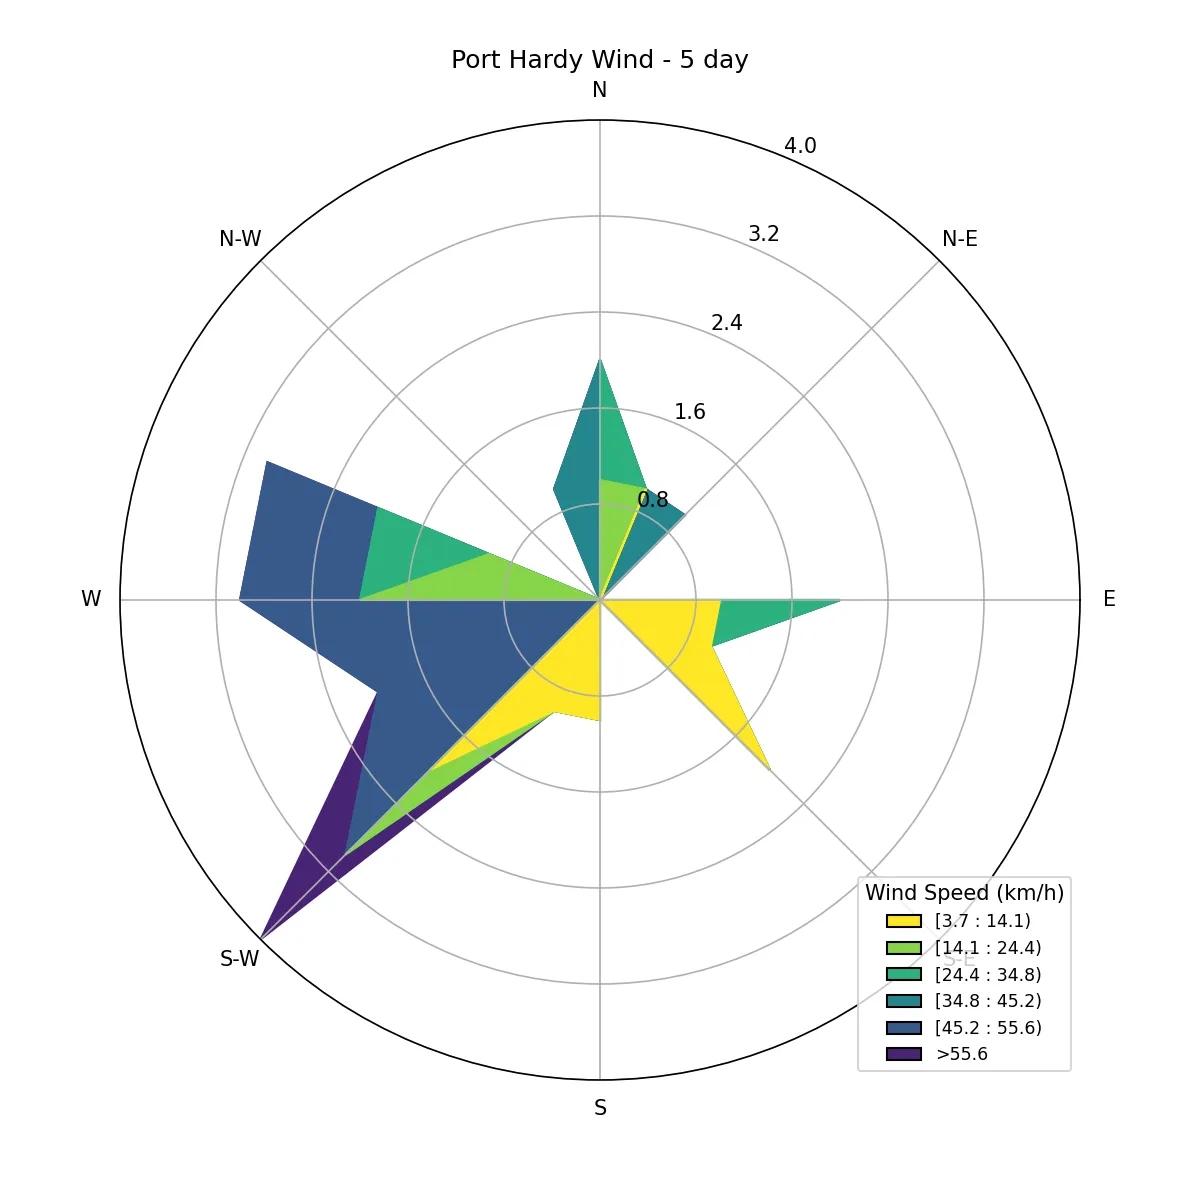 Port Hardy Wind - 5 day
N
4.0
N-W
N-E
3.2
2.4
1.6
0.8
W
E
S-W
S-E
Wind Speed (km/h)
[3.7 : 14.1)
[14.1 : 24.4)
[24.4 : 34.8)
[34.8 : 45.2)
[45.2 : 55.6)
>55.6
S